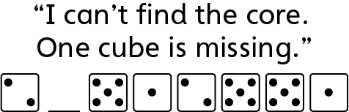 “I can’t find the core.
One cube is missing.”